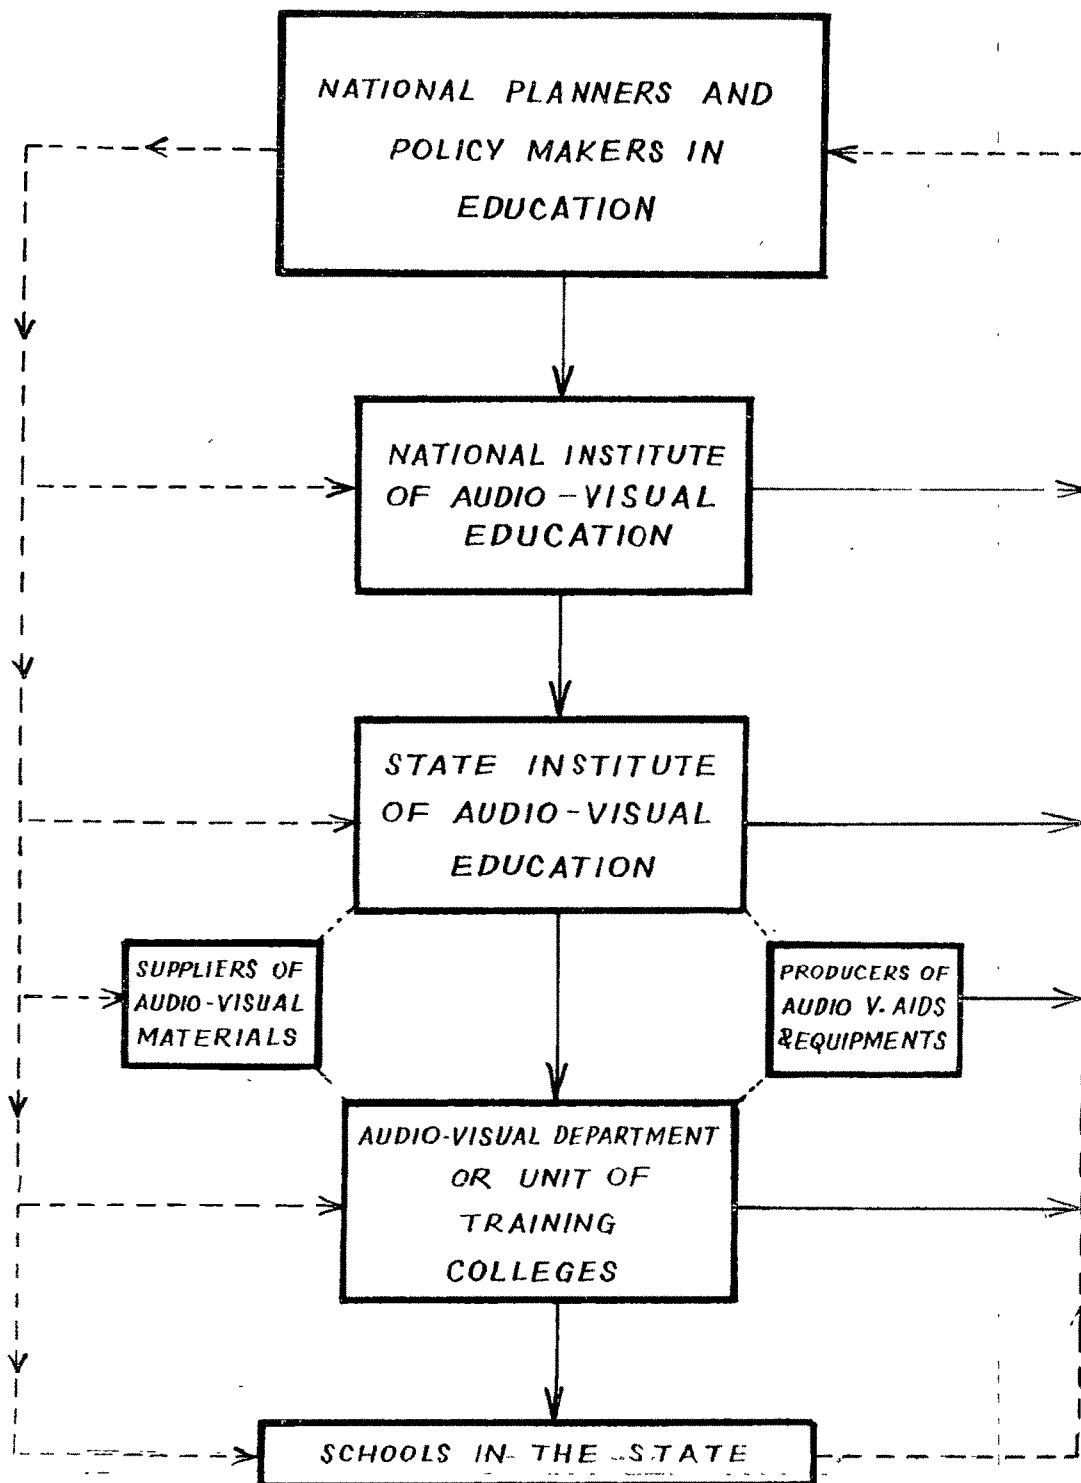 NATIONAL PLANNERS AND
POLICY MAKERS IN
EDUCATION
NATIONAL INSTITUTE
OF AUDIO-VISUAL
EDUCATION
STATE INSTITUTE
OF AUDIO-VISUAL
EDUCATION
SUPPLIERS OF
AUDIO-VISUAL
MATERIALS
PRODUCERS OF
AUDIO V. AIDS
& EQUIPMENTS
AUDIO-VISUAL DEPARTMENT
OR UNIT OF
TRAINING
COLLEGES
SCHOOLS IN THE STATE